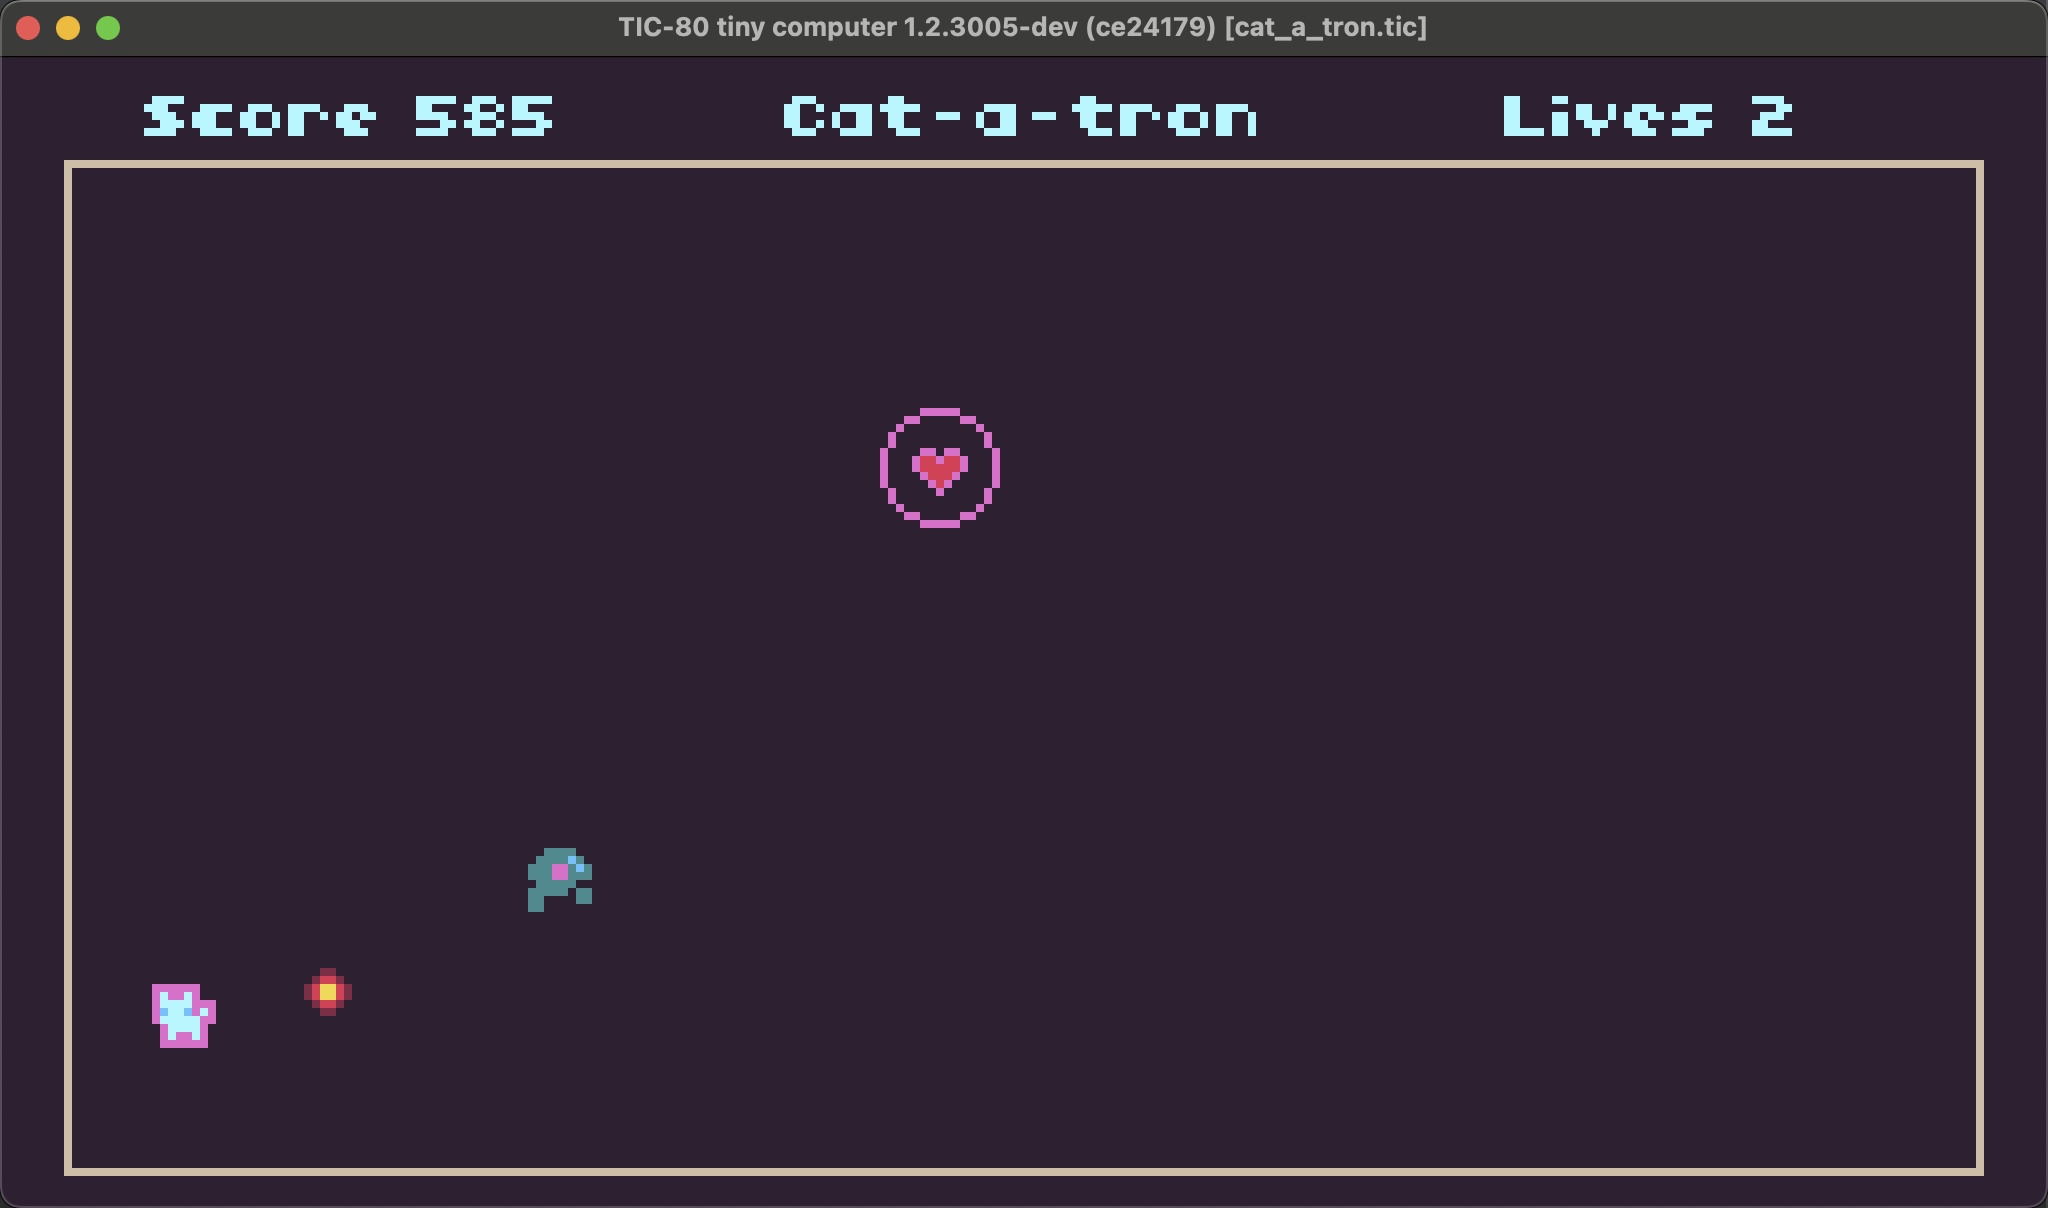 TIC-80 tiny computer 1.2.3005-dev (ce24179) [cat_a_tron.tic]
Score 585 Cat-a-tron Lives 2